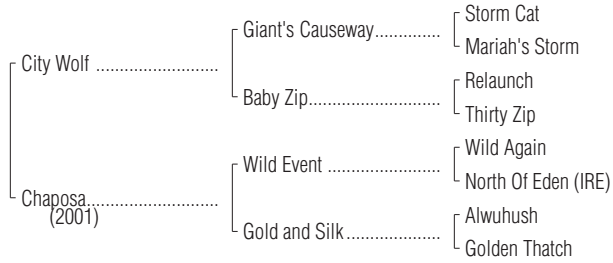 Storm Cat
Giant's Causeway..............
Mariah's Storm
City Wolf ..........................
Relaunch
Baby Zip............................
Thirty Zip
Wild Again
Wild Event ........................
North Of Eden (IRE)
Chaposa............................
(2001)
Alwuhush
Gold and Silk....................
Golden Thatch